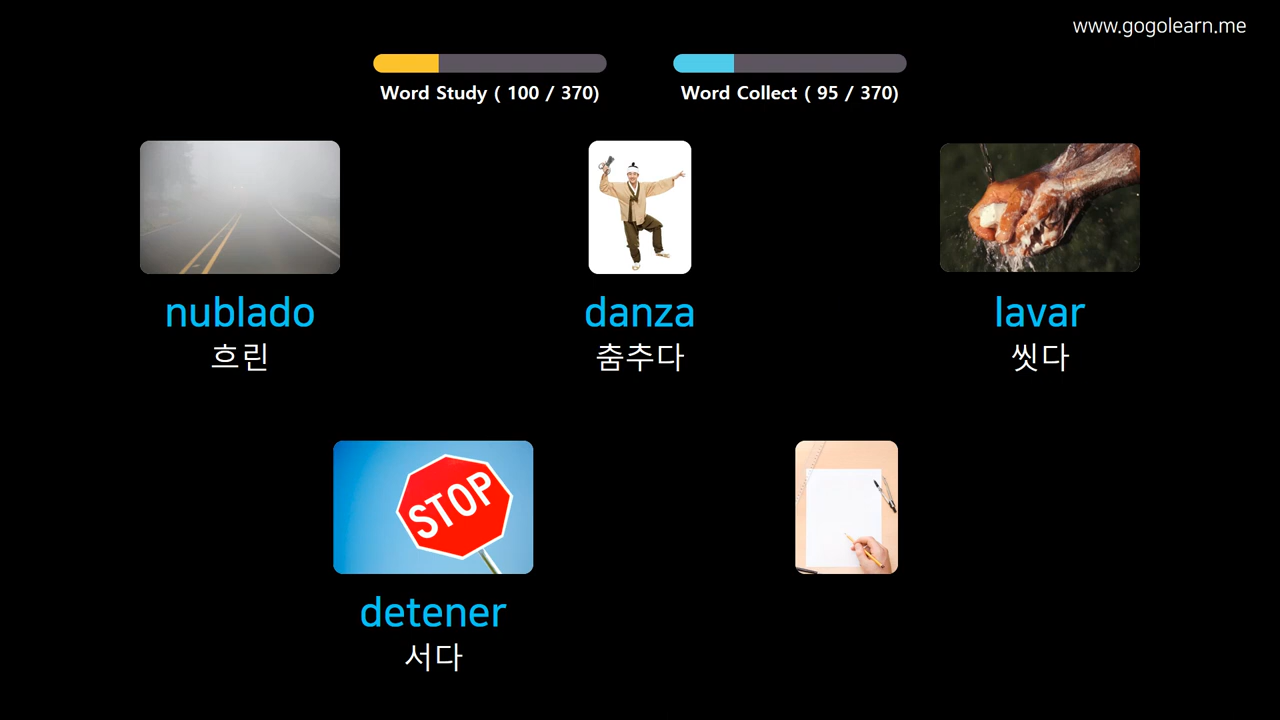 www.gogolearn.me
Word Study ( 100 / 370)
Word Collect ( 95 / 370)
nublado
흐린
danza
춤추다
lavar
씻다
STOP
detener
서다